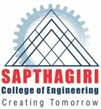 SAPTHAGIRI
College of Engineering
Creating Tomorrow